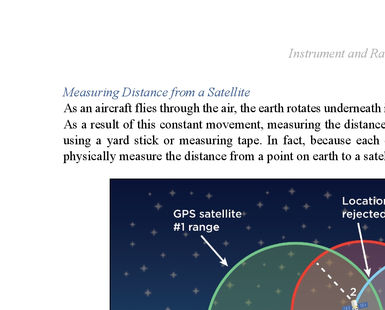 Instrument and Ra
Measuring Distance from a Satellite
As an aircraft flies through the air, the earth rotates underneath
As a result of this constant movement, measuring the distance
using a yard stick or measuring tape. In fact, because each
physically measure the distance from a point on earth to a sate
GPS satellite
#1 range
Location
rejected
2